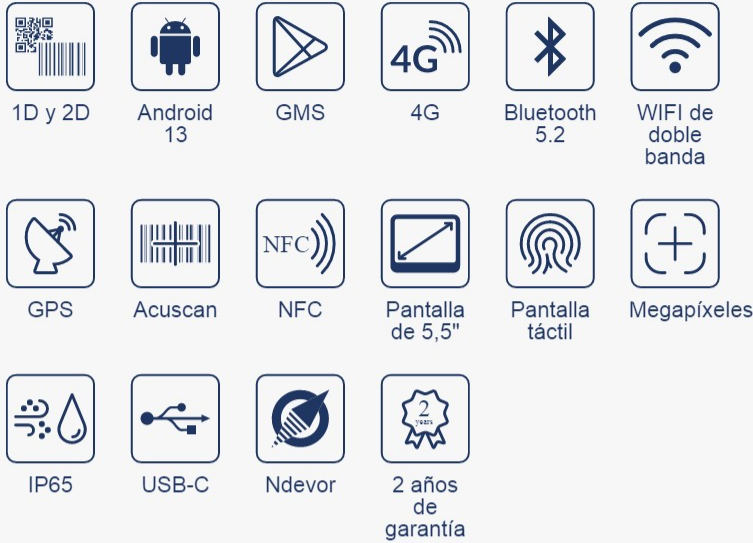 4G
1D y 2D
Android
13
GMS
4G
Bluetooth
5.2
WIFI de
doble
banda
NFC
GPS
Acuscan
NFC
Pantalla
de 5,5"
Pantalla
táctil
Megapíxeles
2
years
IP65
USB-C
Ndevor
2 años
de
garantía